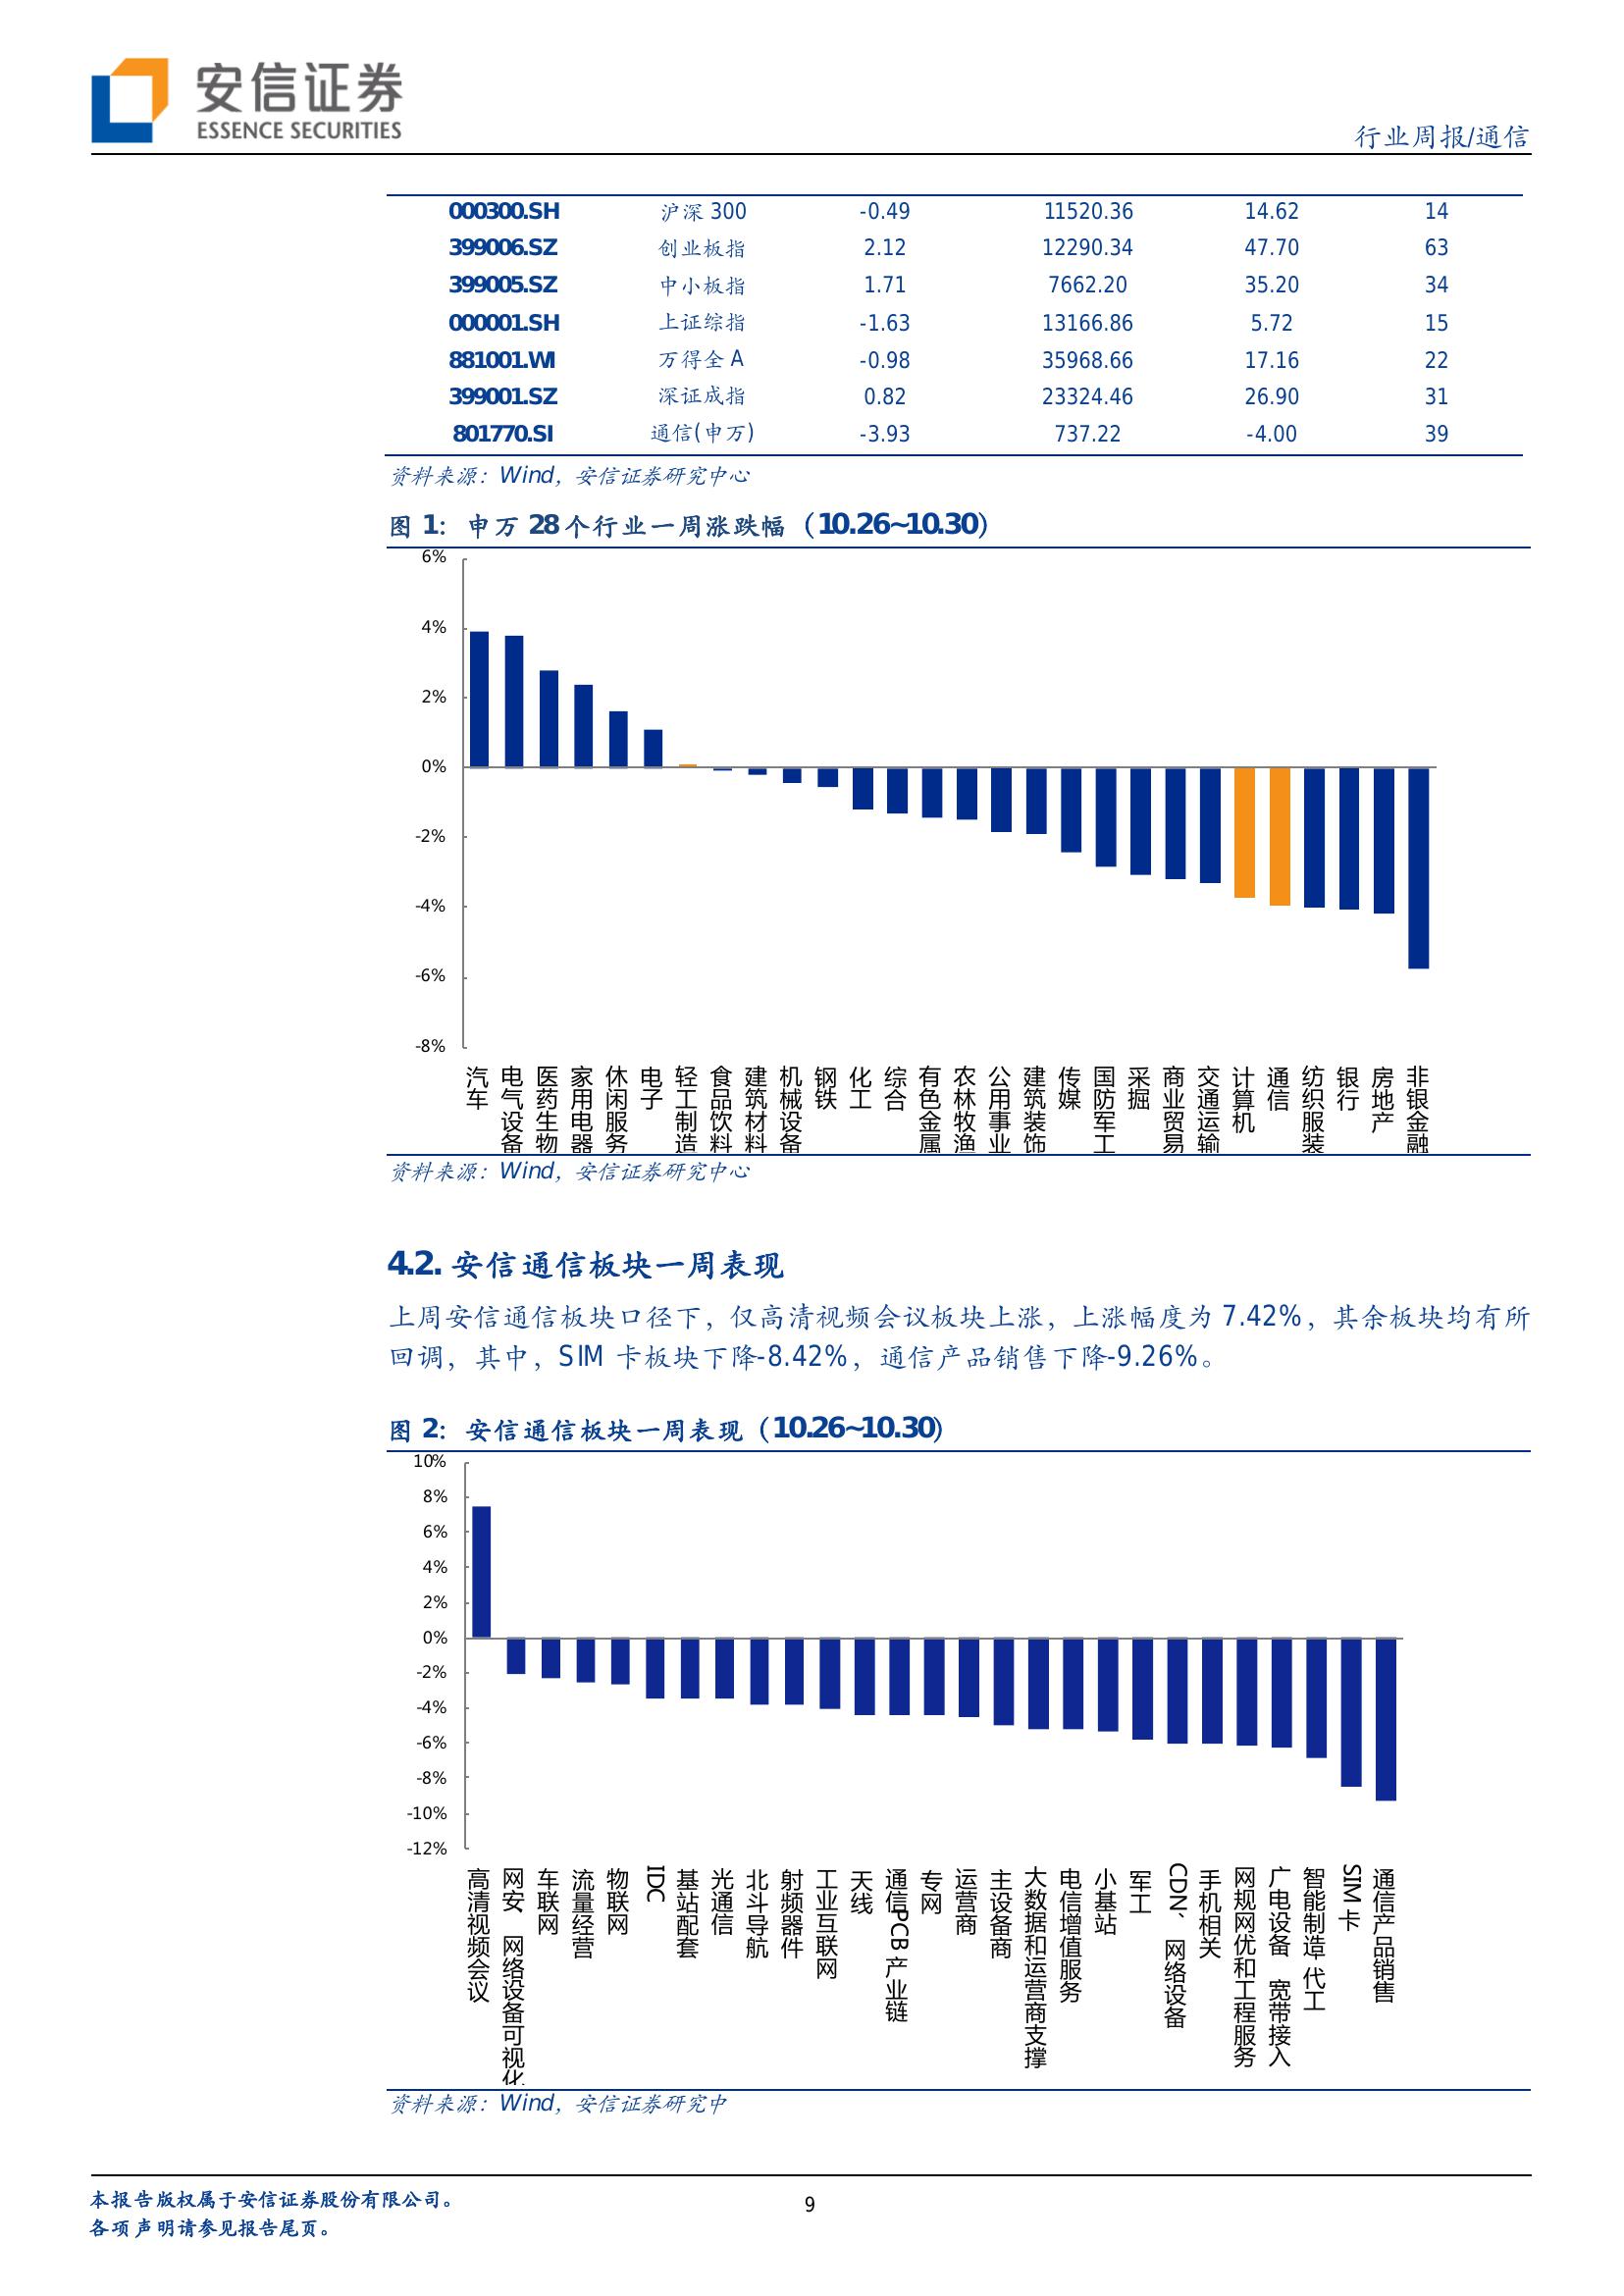 安信证券
ESSENCE SECURITIES
行业周报/通信
000300.SH 沪深 300 -0.49 11520.36 14.62 14
399006.SZ 创业板指 2.12 12290.34 47.70 63
399005.SZ 中小板指 1.71 7662.20 35.20 34
000001.SH 上证综指 -1.63 13166.86 5.72 15
881001.WI 万得全 A -0.98 35968.66 17.16 22
399001.SZ 深证成指 0.82 23324.46 26.90 31
801770.SI 通信(申万) -3.93 737.22 -4.00 39
资料来源：Wind，安信证券研究中心
图 1：申万 28 个行业一周涨跌幅（10.26~10.30）
6%
4%
2%
0%
-2%
-4%
-6%
-8%
汽车
电气设备
医药生物
家用电器
休闲服务
电子
轻工制造
食品饮料
建筑材料
机械设备
钢铁
化工
综合
有色金属
农林牧渔
公用事业
建筑装饰
传媒
国防军工
采掘
商业贸易
交通运输
计算机
通信
纺织服装
银行
房地产
非银金融
资料来源：Wind，安信证券研究中心
4.2. 安信通信板块一周表现
上周安信通信板块口径下，仅高清视频会议板块上涨，上涨幅度为 7.42%，其余板块均有所
回调，其中，SIM 卡板块下降-8.42%，通信产品销售下降-9.26%。
图 2：安信通信板块一周表现（10.26~10.30）
10%
8%
6%
4%
2%
0%
-2%
-4%
-6%
-8%
-10%
-12%
高清视频会议
网安 网络设备可视化
车联网
流量经营
物联网
IDC
基站配套
光通信
北斗导航
射频器件
工业互联网
天线
通信PCB 产业链
专网
运营商
主设备商
大数据和运营商支撑
电信增值服务
小基站
军工
CDN、网络设备
手机相关
网规网优和工程服务
广电设备 宽带接入
智能制造 代工
SIM 卡
通信产品销售
资料来源：Wind，安信证券研究中
本报告版权属于安信证券股份有限公司。
各项声明请参见报告尾页。
9